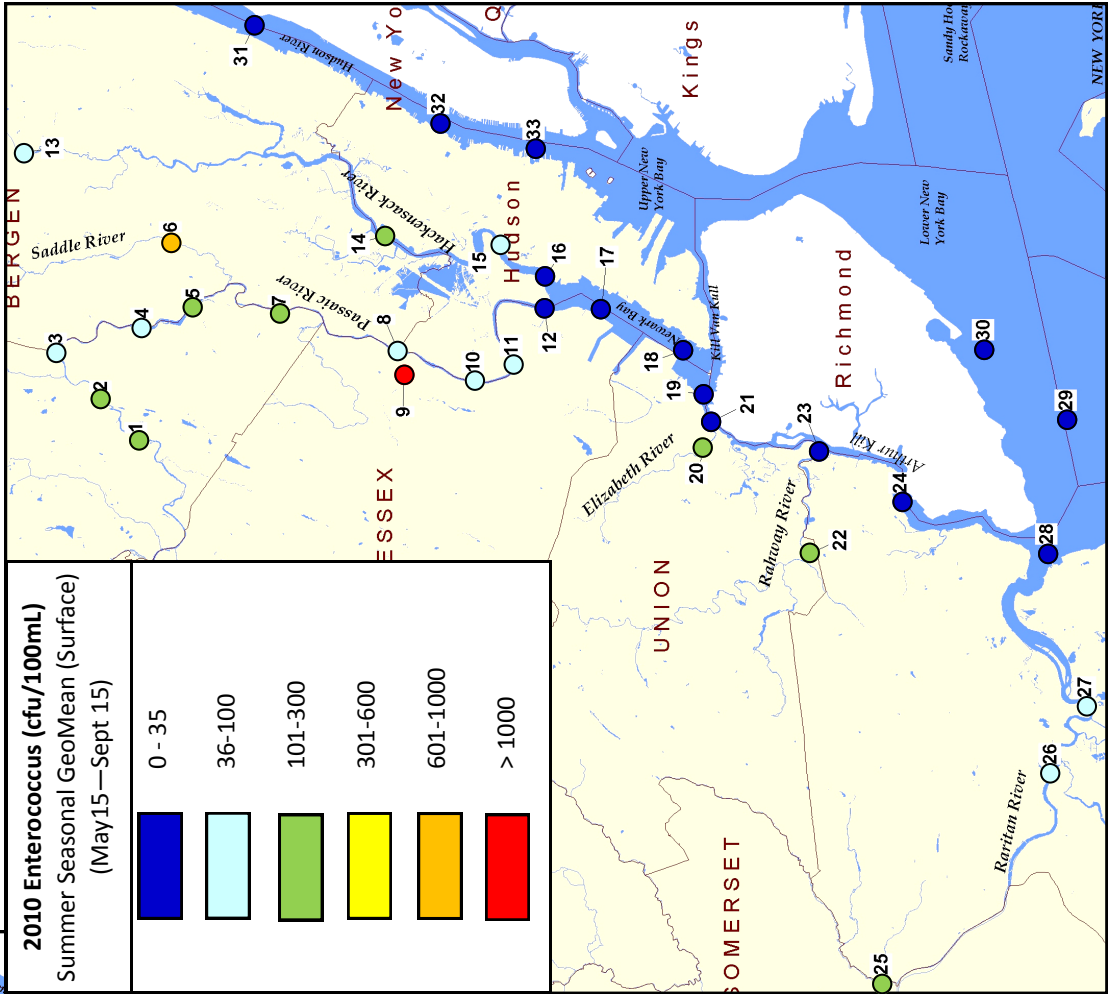 2010 Enterococcus (cfu/100mL)
Summer Seasonal GeoMean (Surface)
(May15—Sept 15)
0 - 35
36-100
101-300
301-600
601-1000
> 1000
BERGEN
Saddle River
Passaic River
Hackensack River
Hudson River
New Yo
Q
Kings
Hudson
ESSEX
Upper New
York Bay
Newark Bay
Kill Van Kull
Elizabeth River
Richmond
Arthur Kill
Rahway River
UNION
Lower New
York Bay
Sandy Hoo
Rockaway
NEW YORK
SOMERSET
Raritan River
1
2
3
4
5
6
7
8
9
10
11
12
13
14
15
16
17
18
19
20
21
22
23
24
25
26
27
28
29
30
31
32
33